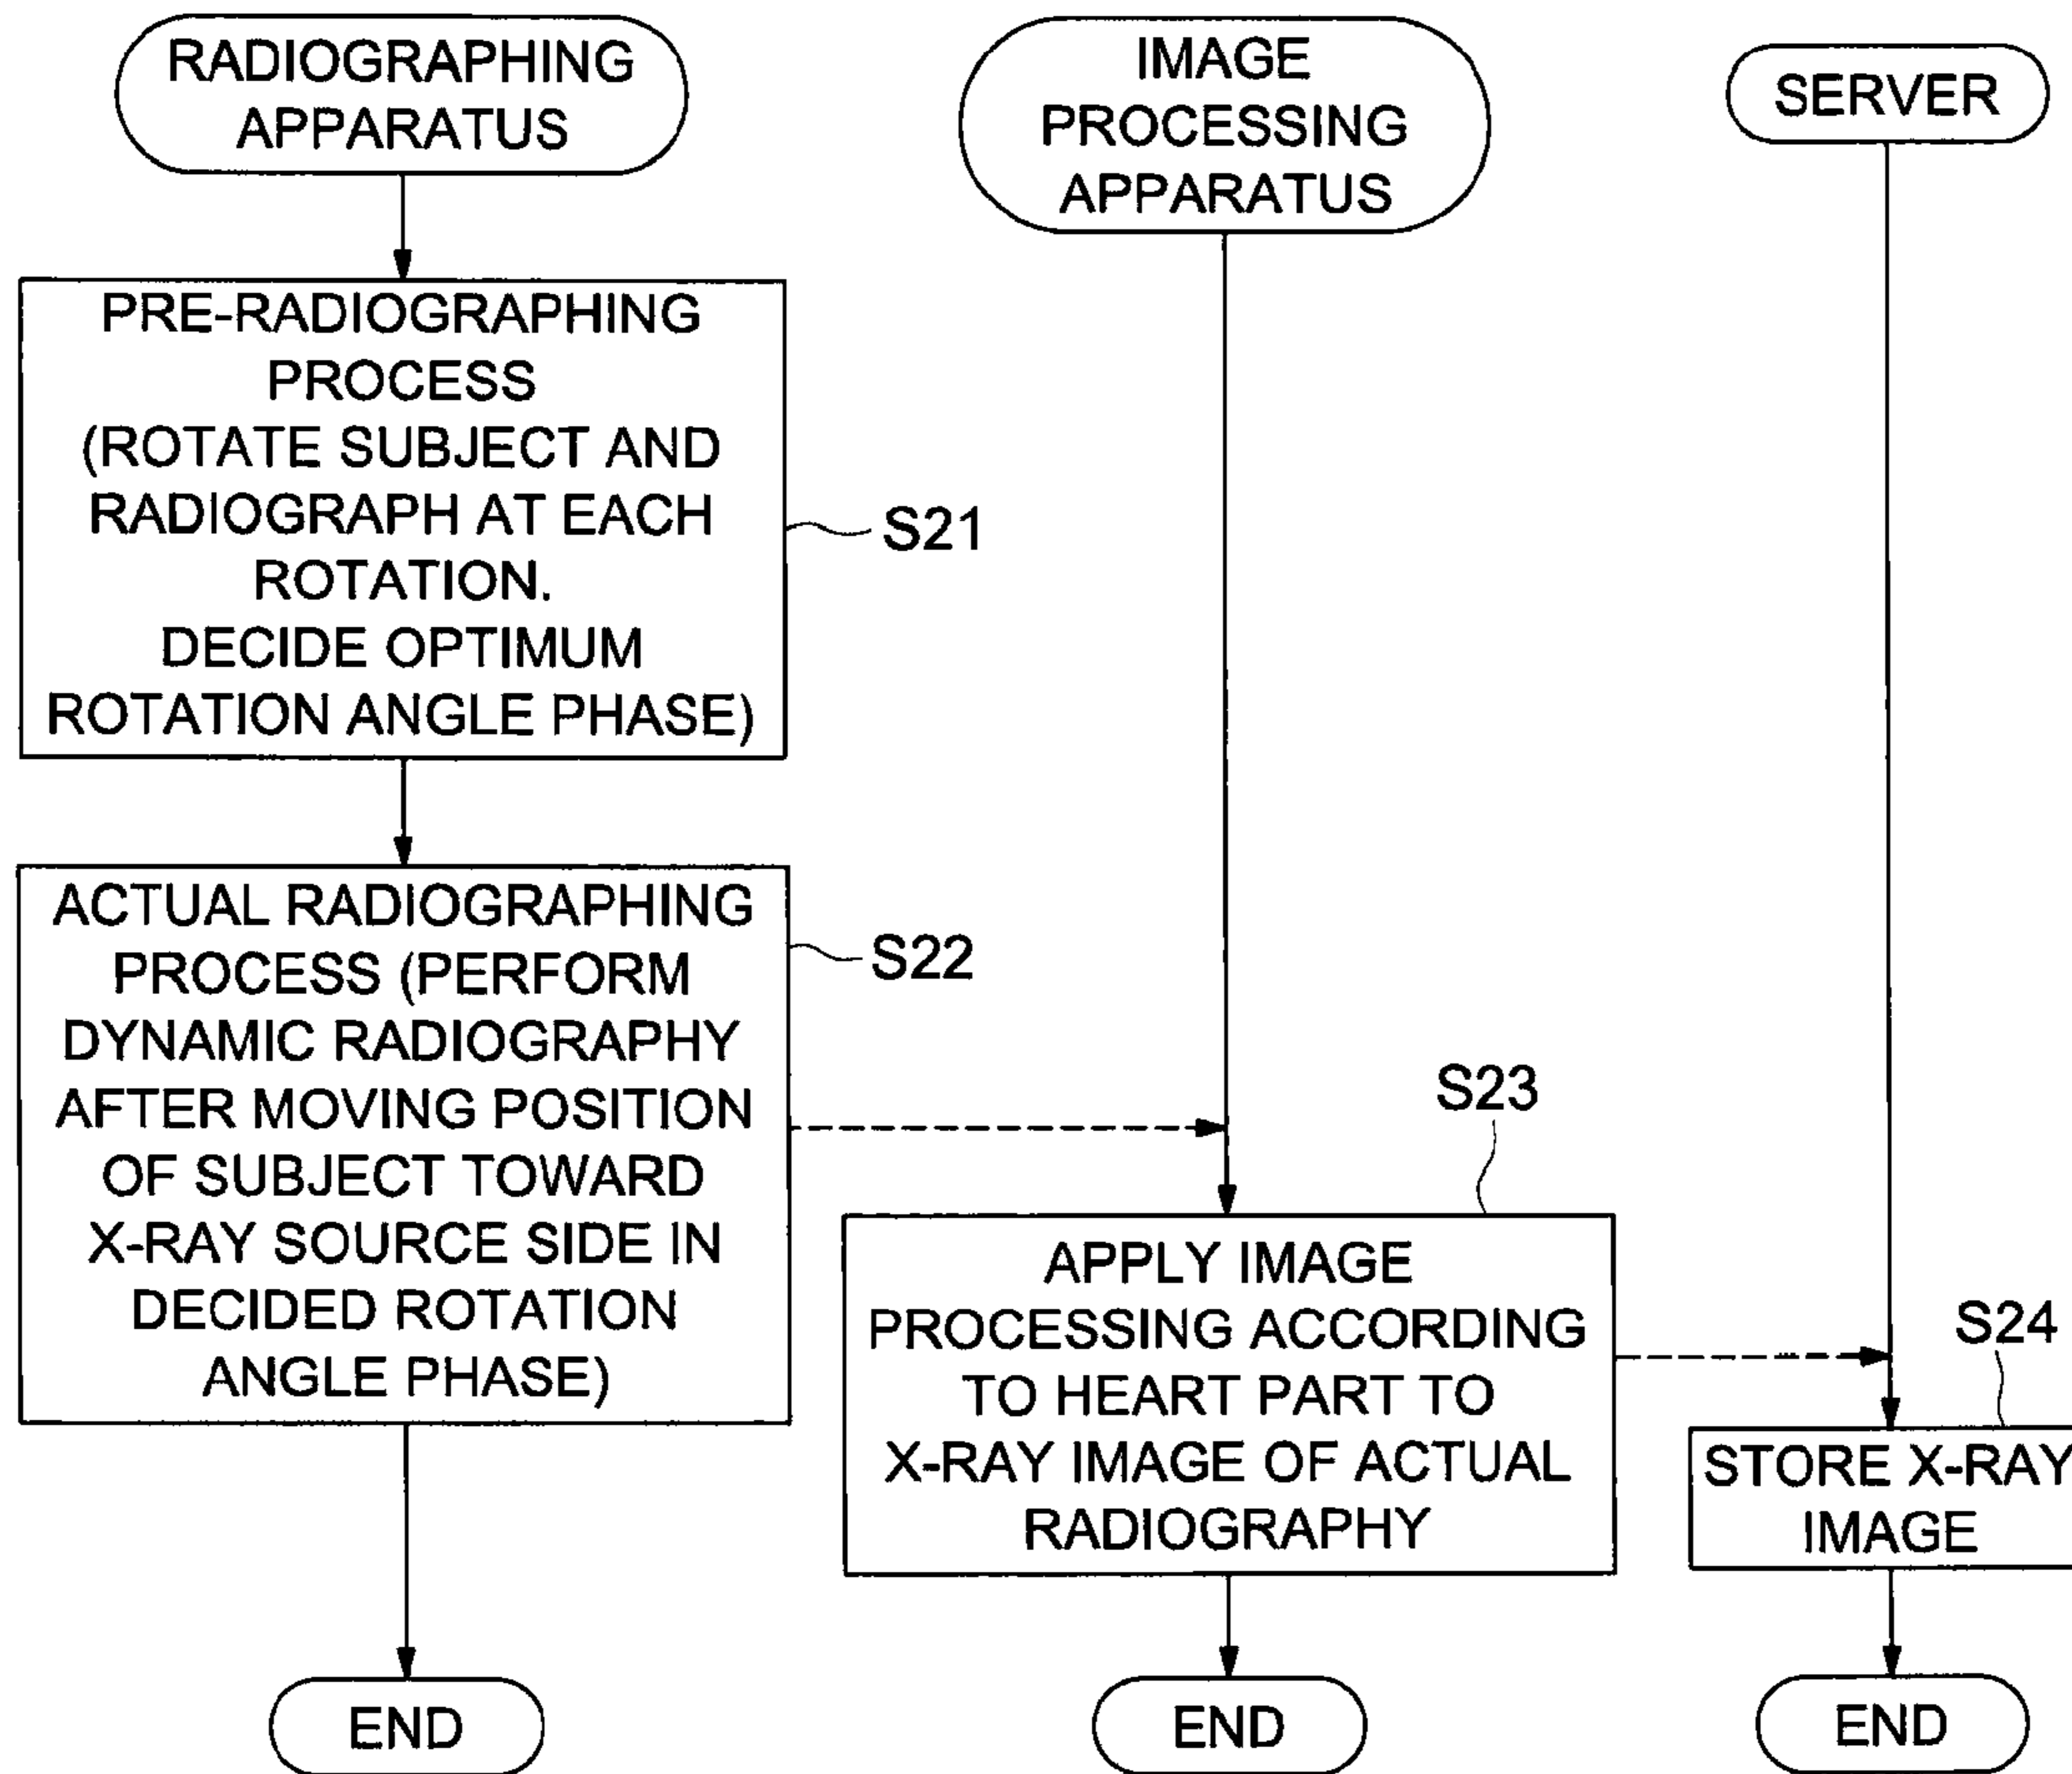 RADIOGRAPHING
APPARATUS
PRE-RADIOGRAPHING
PROCESS
(ROTATE SUBJECT AND
RADIOGRAPH AT EACH
ROTATION.
DECIDE OPTIMUM
ROTATION ANGLE PHASE)
S21
ACTUAL RADIOGRAPHING
PROCESS (PERFORM
DYNAMIC RADIOGRAPHY
AFTER MOVING POSITION
OF SUBJECT TOWARD
X-RAY SOURCE SIDE IN
DECIDED ROTATION
ANGLE PHASE)
S22
END
IMAGE
PROCESSING
APPARATUS
S23
APPLY IMAGE
PROCESSING ACCORDING
TO HEART PART TO
X-RAY IMAGE OF ACTUAL
RADIOGRAPHY
END
SERVER
S24
STORE X-RAY
IMAGE
END